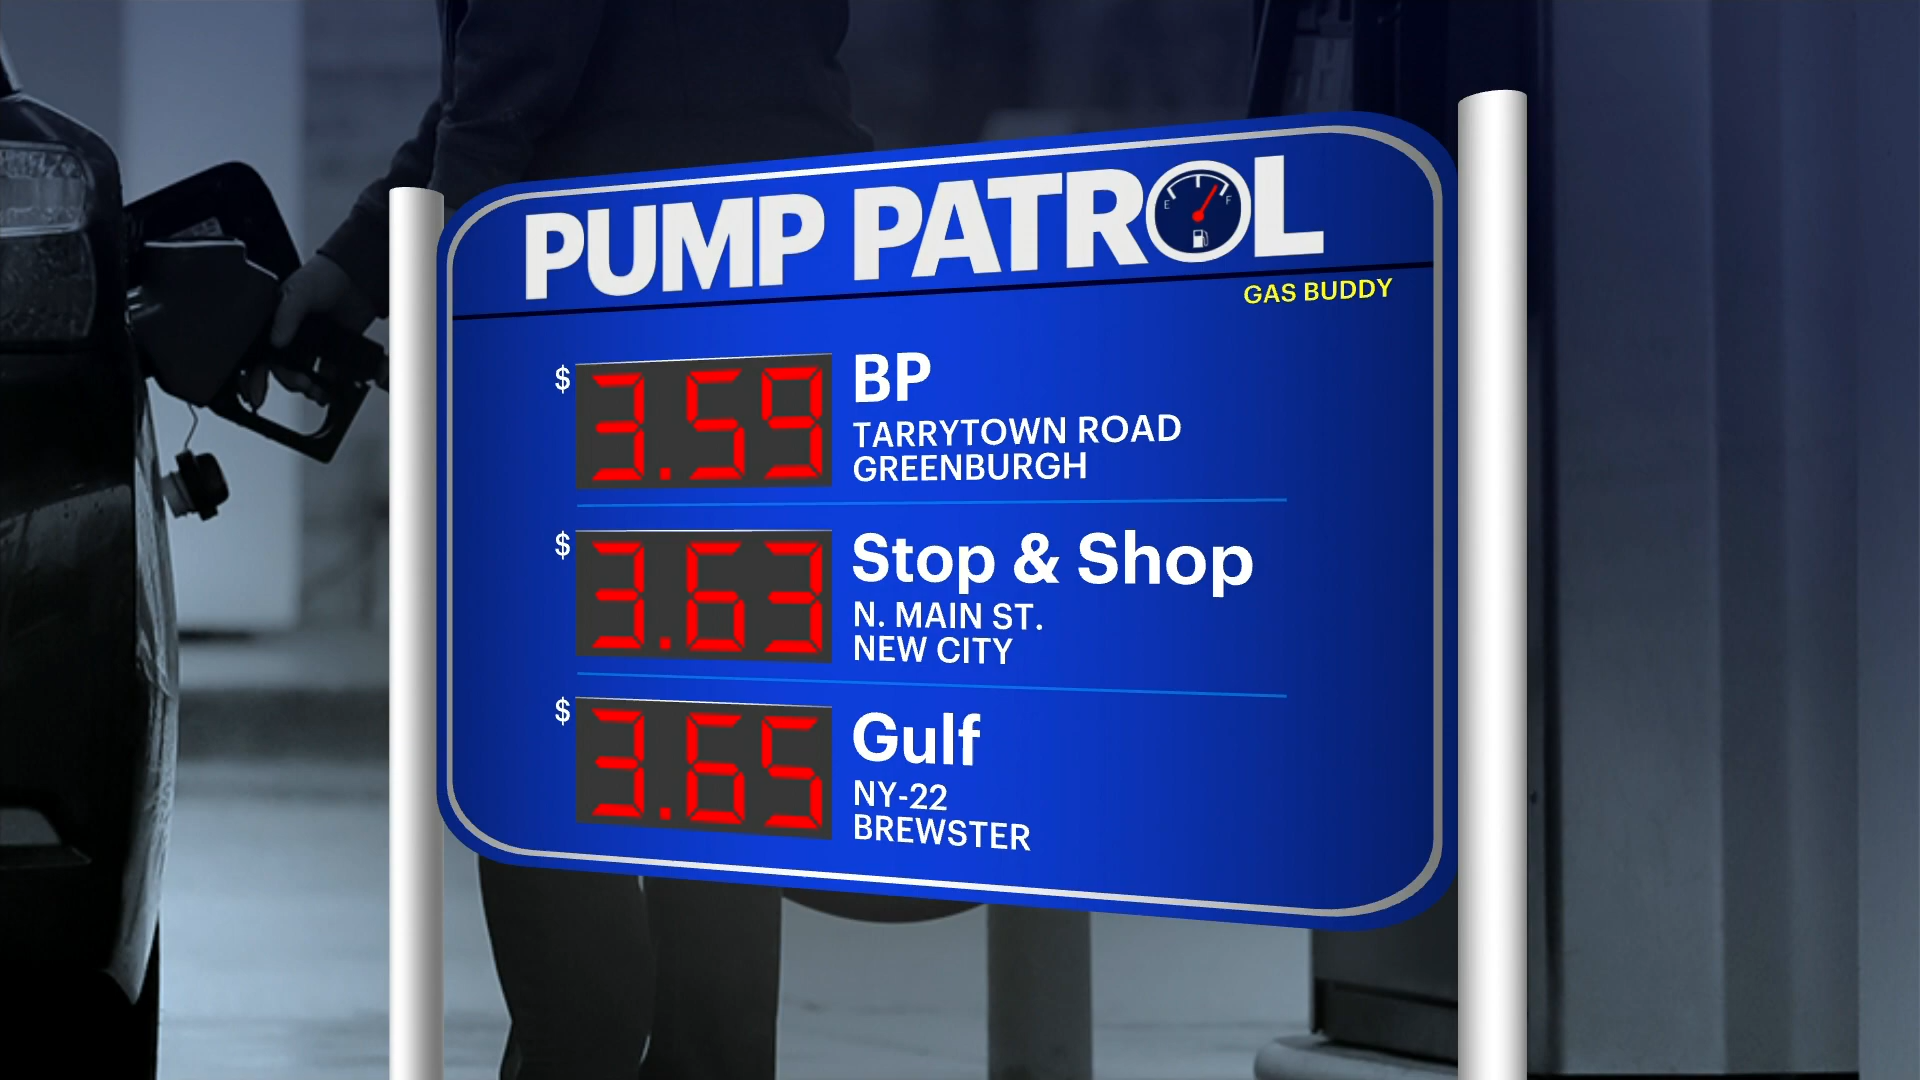 PUMP PATROL
E F
GAS BUDDY
$ 3.59
BP
TARRYTOWN ROAD
GREENBURGH
$ 3.63
Stop & Shop
N. MAIN ST.
NEW CITY
$ 3.65
Gulf
NY-22
BREWSTER